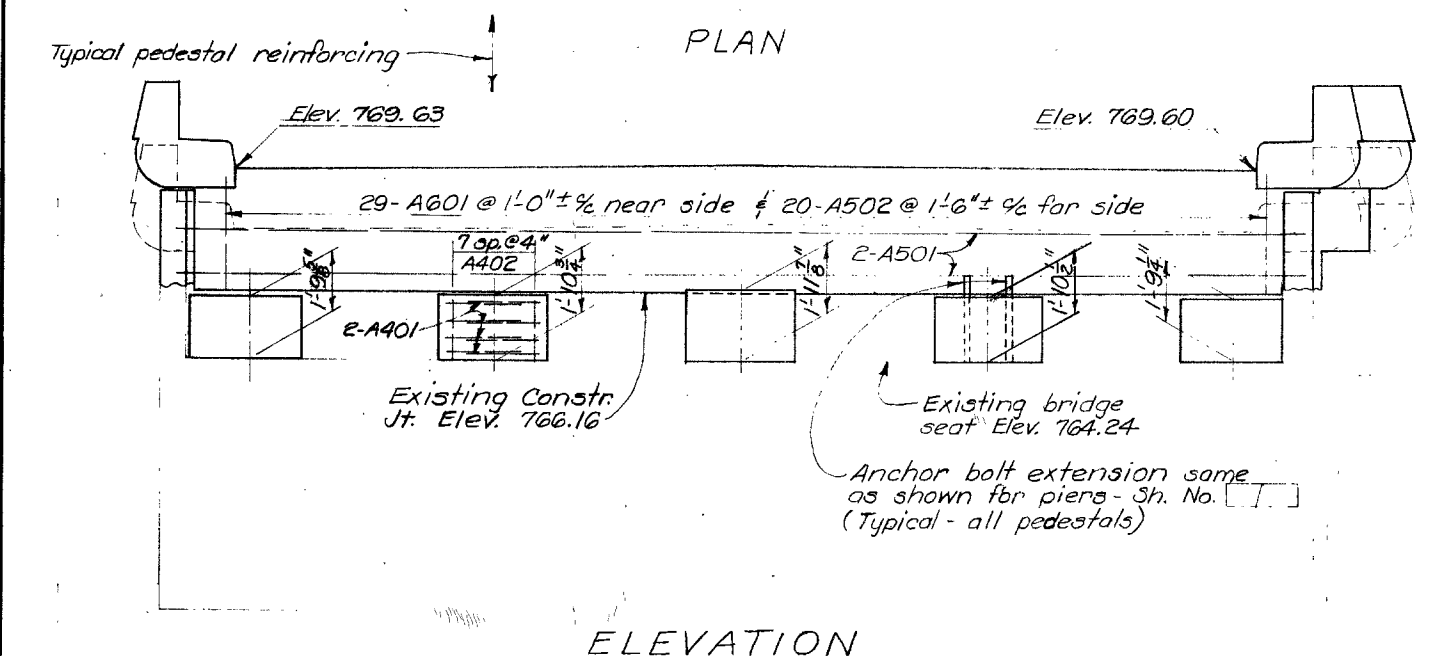 PLAN
Typical pedestal reinforcing
Elev. 769.63
Elev. 769.60
29-A601 @ 1'-0"± c/c near side & 20-A502 @ 1'-6"± c/c far side
7 sp.@4"
A402
2-A501
1'-9 5/8"
1'-10 3/4"
1'-11 7/8"
1'-10 1/2"
1'-9 1/4"
2-A401
Existing Constr.
Jt. Elev. 766.16
Existing bridge
seat Elev. 764.24
Anchor bolt extension same
as shown for piers - Sh. No.
(Typical - all pedestals)
ELEVATION